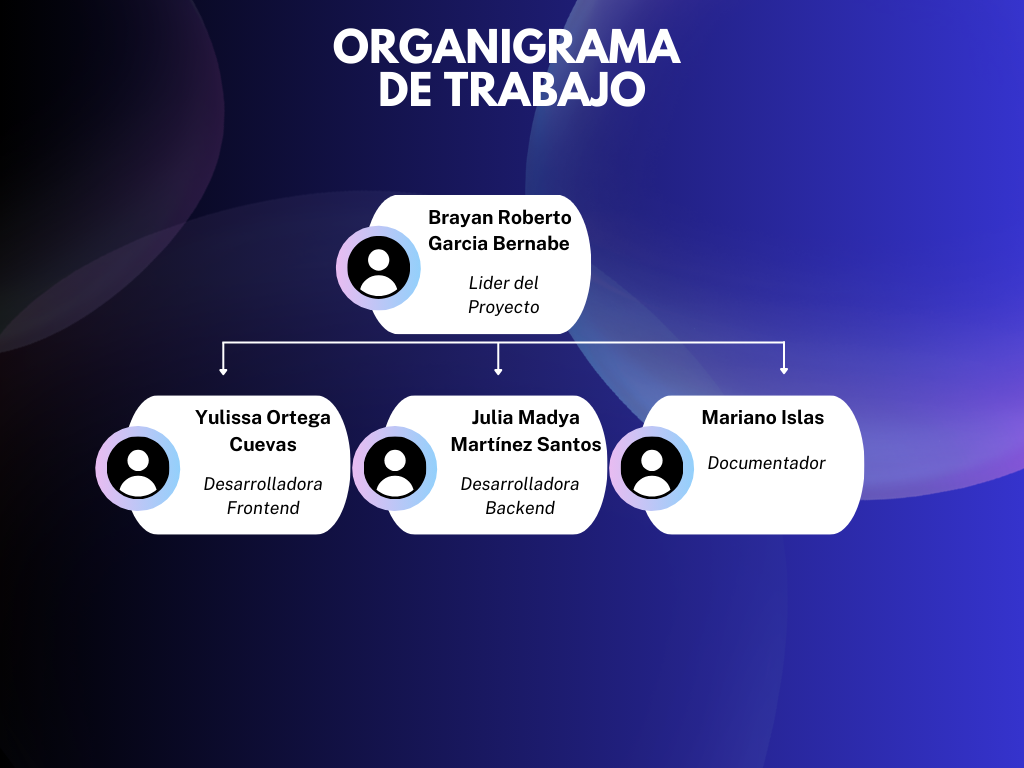 ORGANIGRAMA
DE TRABAJO
Brayan Roberto
Garcia Bernabe
Lider del
Proyecto
Yulissa Ortega
Cuevas
Desarrolladora
Frontend
Julia Madya
Martínez Santos
Desarrolladora
Backend
Mariano Islas
Documentador